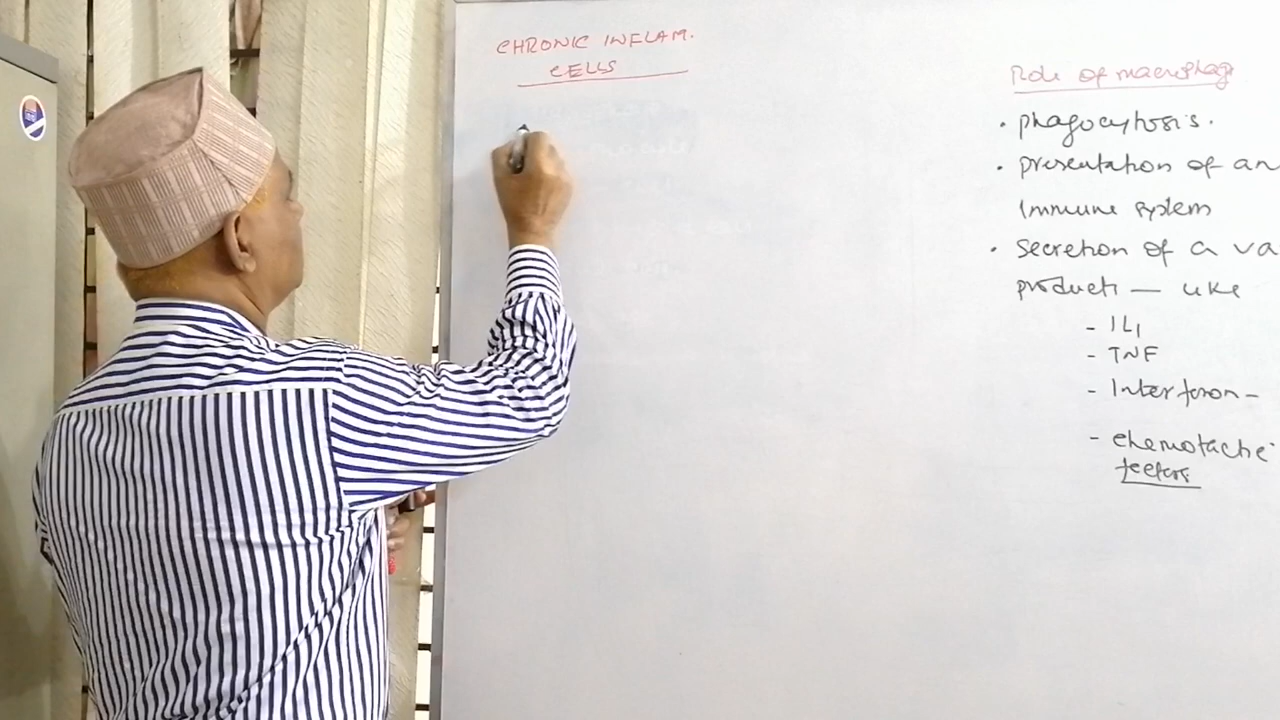 CHRONIC INFLAM.
CELLS
Role of macrophag
• phagocytosis.
• presentation of an
Immune system
• Secretion of a va
products — like
- IL1
- TNF
- Interferon -
- chemotactic